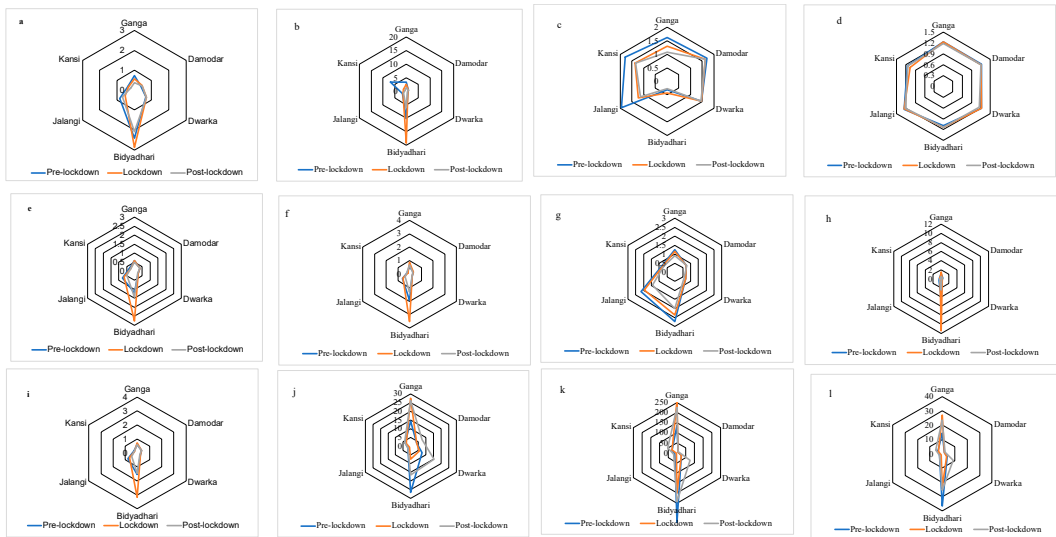 a
Ganga
3
2
1
0
Damodar
Dwarka
Bidyadhari
Jalangi
Kansi
Pre-lockdown Lockdown Post-lockdown
b
Ganga
20
15
10
5
0
Damodar
Dwarka
Bidyadhari
Jalangi
Kansi
Pre-lockdown Lockdown Post-lockdown
c
Ganga
2
1.5
1
0.5
0
Damodar
Dwarka
Bidyadhari
Jalangi
Kansi
Pre-lockdown Lockdown Post-lockdown
d
Ganga
1.5
1.2
0.9
0.6
0.3
0
Damodar
Dwarka
Bidyadhari
Jalangi
Kansi
Pre-lockdown Lockdown Post-lockdown
e
Ganga
3
2.5
2
1.5
1
0.5
0
Damodar
Dwarka
Bidyadhari
Jalangi
Kansi
Pre-lockdown Lockdown Post-lockdown
f
Ganga
4
3
2
1
0
Damodar
Dwarka
Bidyadhari
Jalangi
Kansi
Pre-lockdown Lockdown Post-lockdown
g
Ganga
3
2.5
2
1.5
1
0.5
0
Damodar
Dwarka
Bidyadhari
Jalangi
Kansi
Pre-lockdown Lockdown Post-lockdown
h
Ganga
12
10
8
6
4
2
0
Damodar
Dwarka
Bidyadhari
Jalangi
Kansi
Pre-lockdown Lockdown Post-lockdown
i
Ganga
4
3
2
1
0
Damodar
Dwarka
Bidyadhari
Jalangi
Kansi
Pre-lockdown Lockdown Post-lockdown
j
Ganga
30
25
20
15
10
5
0
Damodar
Dwarka
Bidyadhari
Jalangi
Kansi
Pre-lockdown Lockdown Post-lockdown
k
Ganga
250
200
150
100
50
0
Damodar
Dwarka
Bidyadhari
Jalangi
Kansi
Pre-lockdown Lockdown Post-lockdown
l
Ganga
40
30
20
10
0
Damodar
Dwarka
Bidyadhari
Jalangi
Kansi
Pre-lockdown Lockdown Post-lockdown